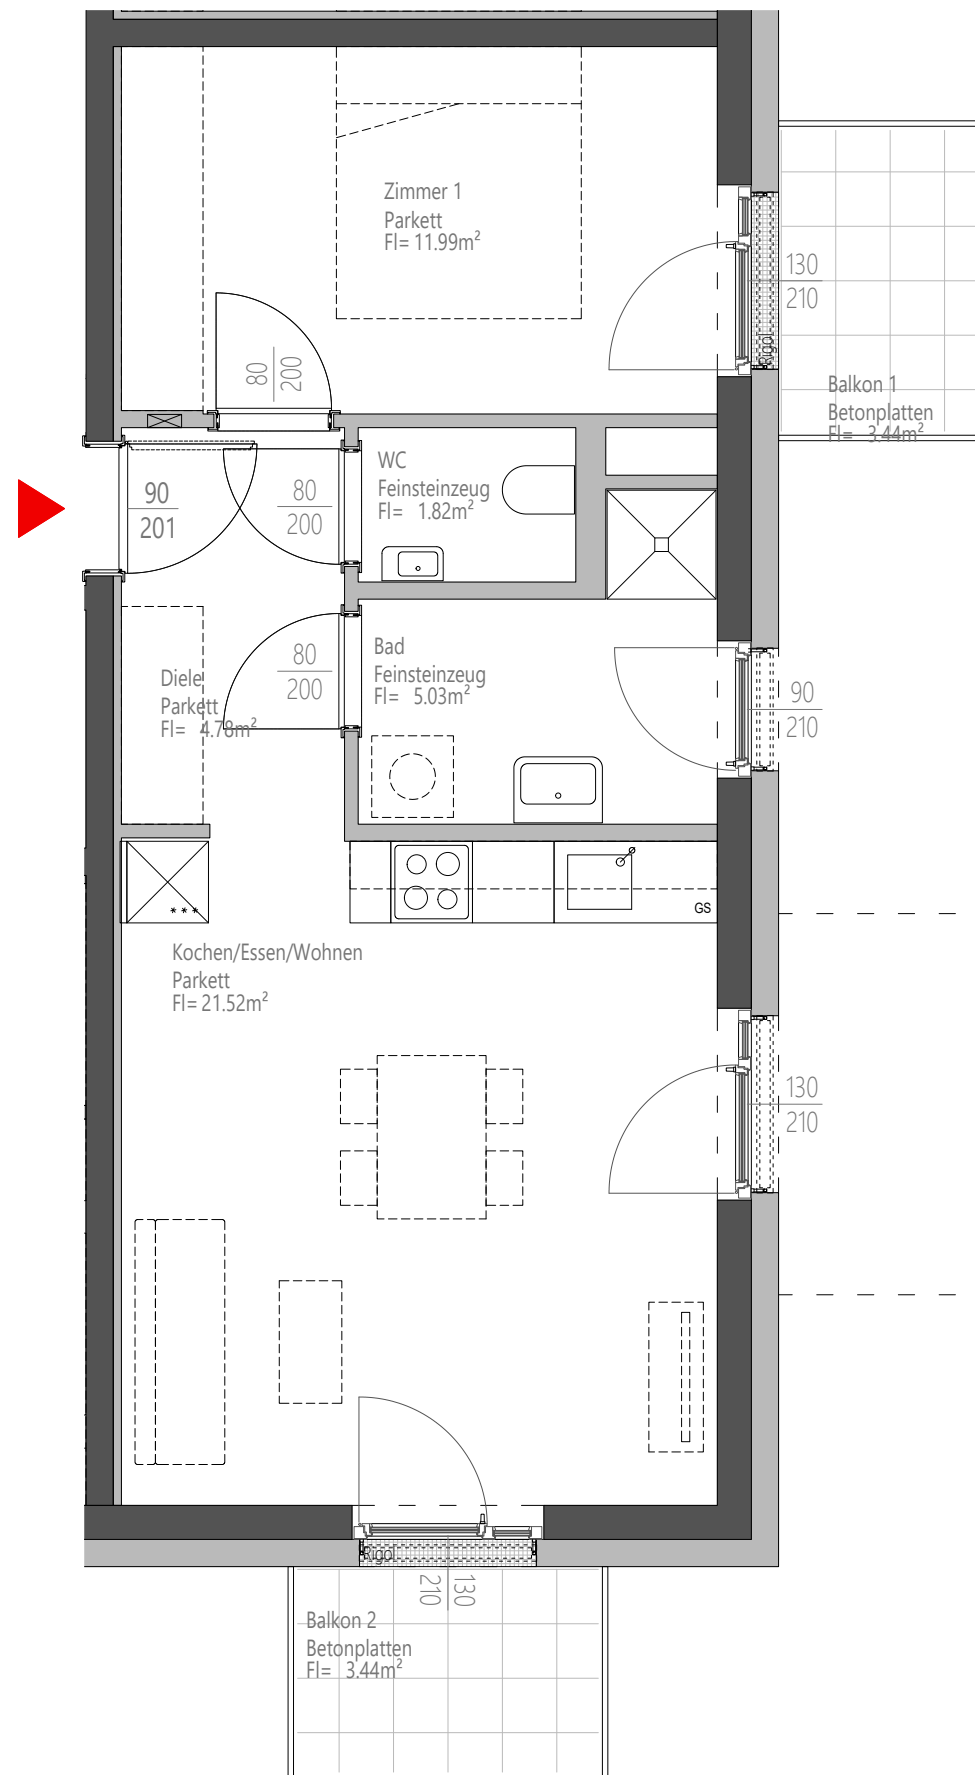 Zimmer 1
Parkett
Fl= 11.99m²
130
210
Rigol
80
200
Balkon 1
Betonplatten
Fl= 3.44m²
WC
Feinsteinzeug
Fl= 1.82m²
90
201
80
200
Bad
Feinsteinzeug
Fl= 5.03m²
80
200
Diele
Parkett
Fl= 4.78m²
90
210
***
GS
Kochen/Essen/Wohnen
Parkett
Fl= 21.52m²
130
210
Rigol
130
210
Balkon 2
Betonplatten
Fl= 3.44m²